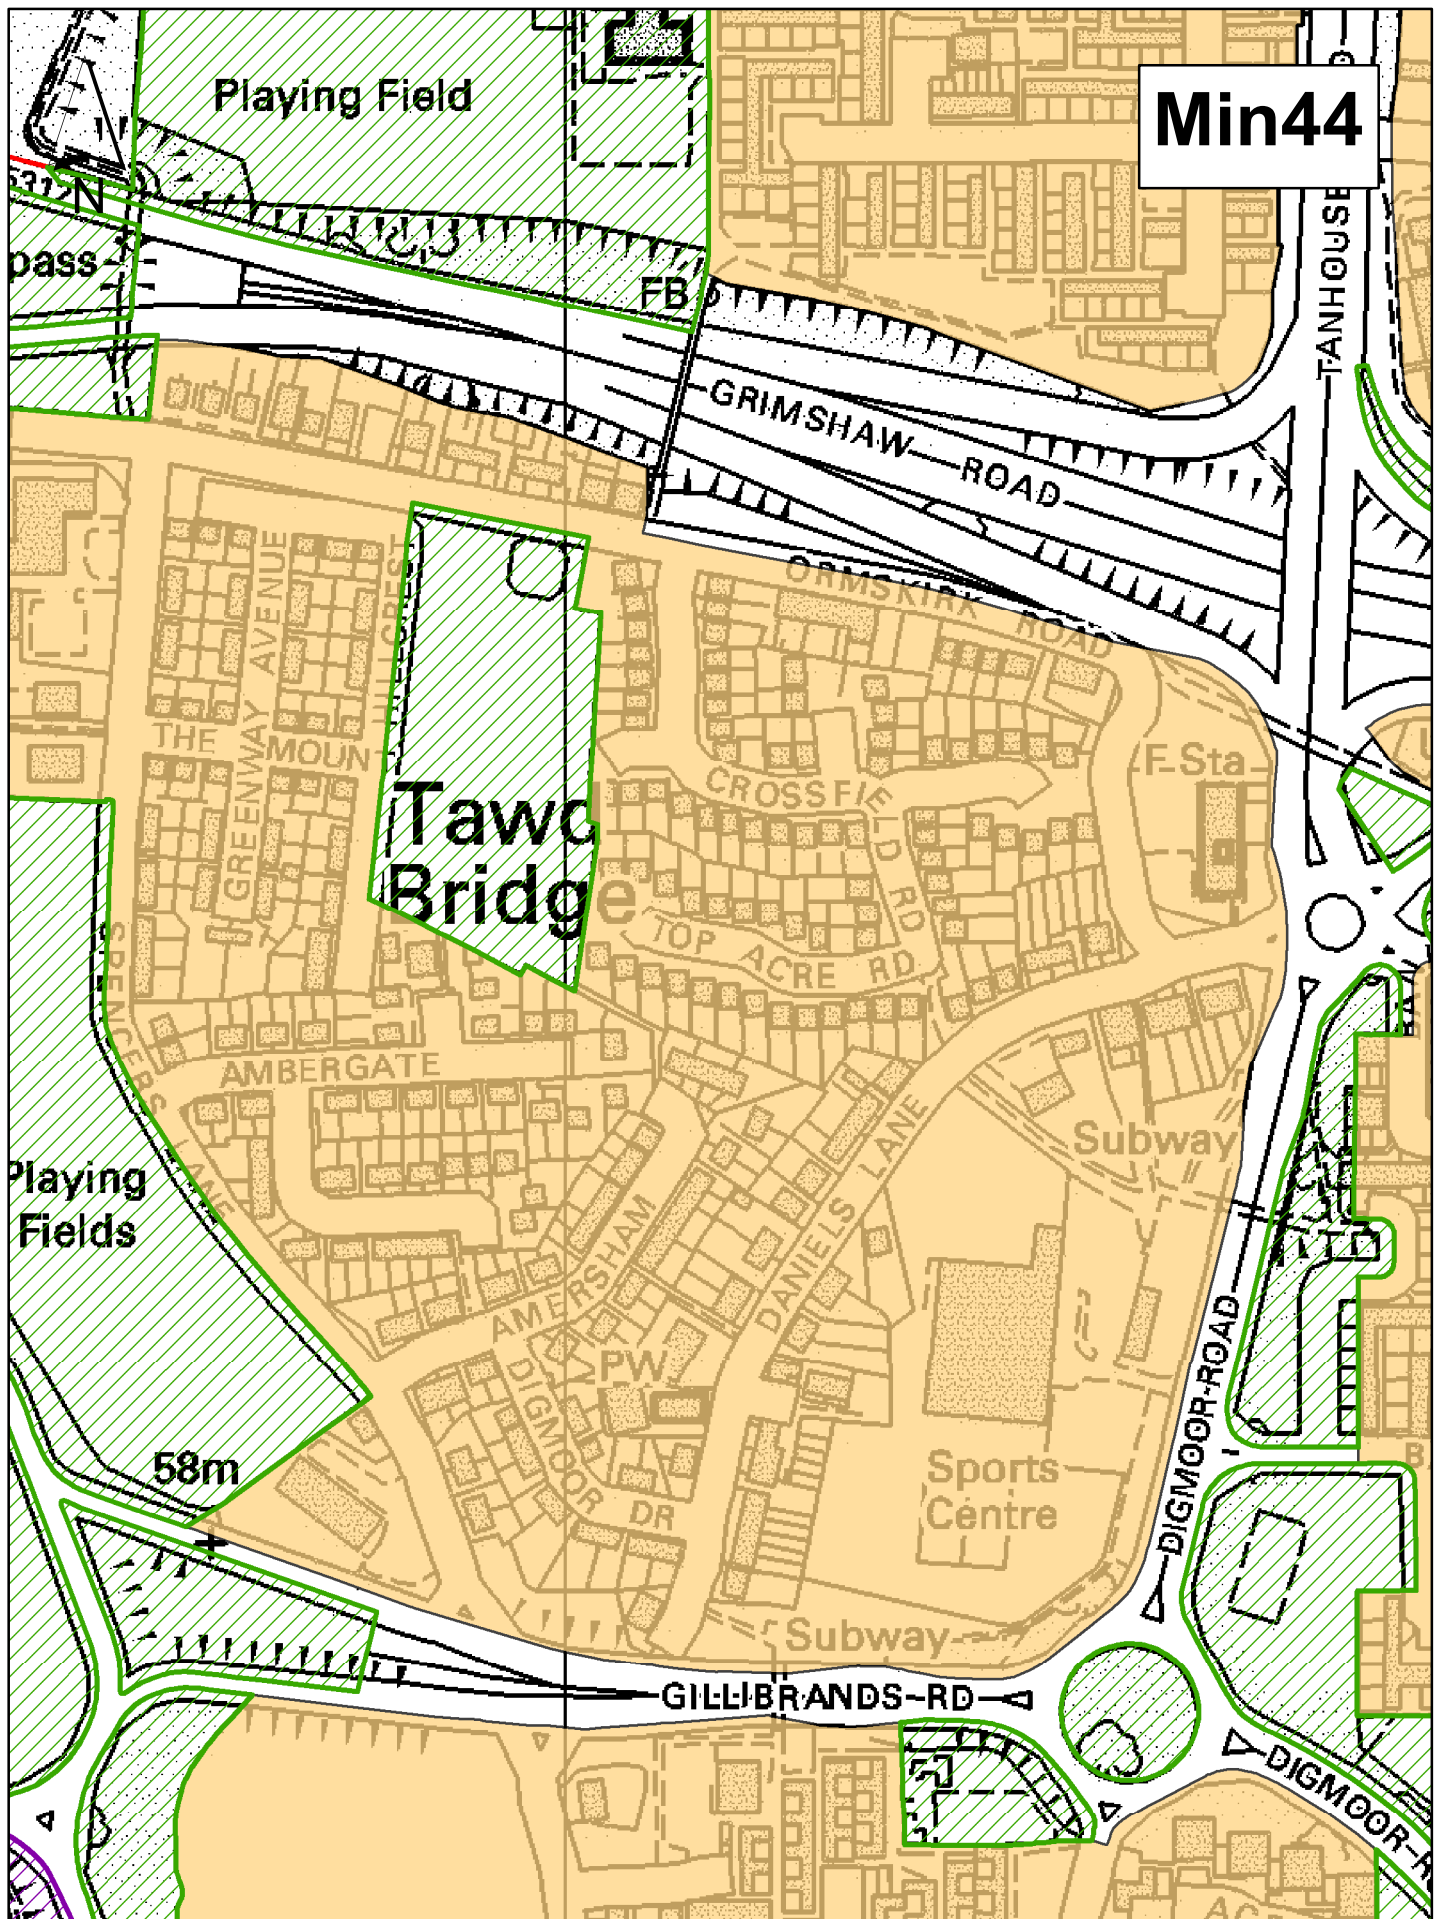 Playing Field
Min44
TANHOUSE
N
pass
FB
GRIMSHAW ROAD
ORMSKIRK ROAD
GREENWAY AVENUE
THE MOUN
CROSSFIELD RD
F Sta
Tawd
Bridge
TOP ACRE RD
SPENCERS LANE
AMBERGATE
Subway
Playing
Fields
AMERSHAM
DANIELS LANE
PW
DIGMOOR DR
DIGMOOR-ROAD
58m
Sports
Centre
Subway
GILLIBRANDS-RD
DIGMOOR-R